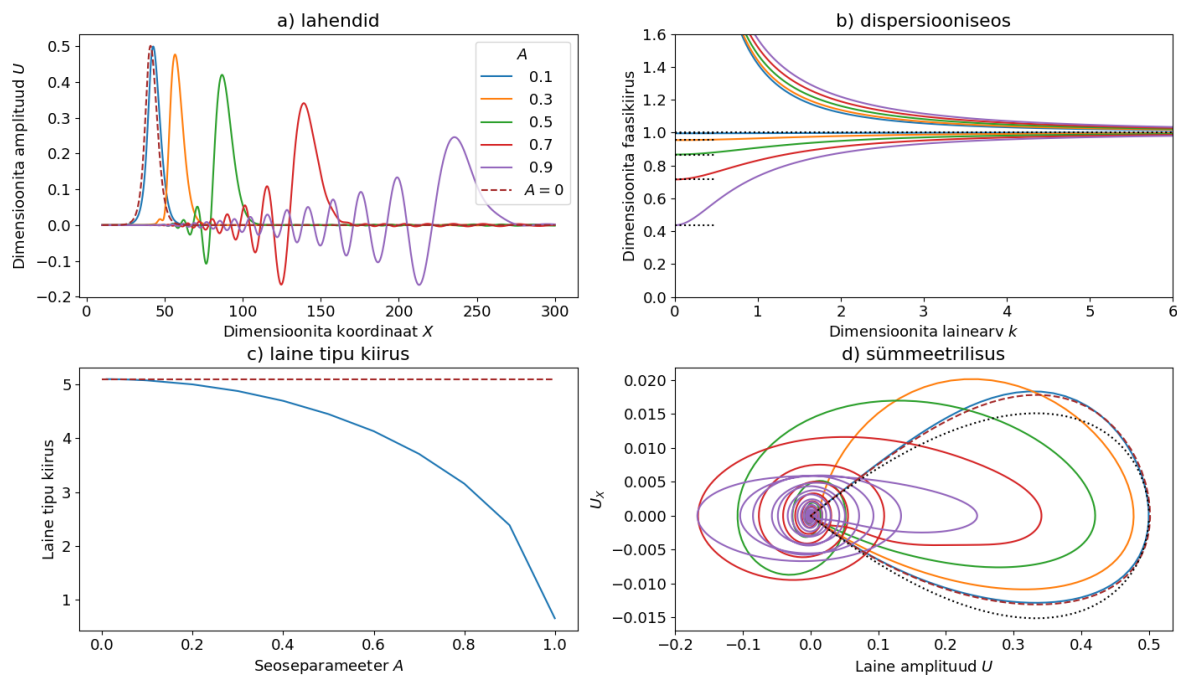 a) lahendid
0.5
0.4
0.3
0.2
0.1
0.0
−0.1
−0.2
Dimensioonita amplituud U
A
0.1
0.3
0.5
0.7
0.9
A = 0
0 50 100 150 200 250 300
Dimensioonita koordinaat X
b) dispersiooniseos
1.6
1.4
1.2
1.0
0.8
0.6
0.4
0.2
0.0
Dimensioonita faasikiirus
0 1 2 3 4 5 6
Dimensioonita lainearv k
c) laine tipu kiirus
5
4
3
2
1
Laine tipu kiirus
0.0 0.2 0.4 0.6 0.8 1.0
Seoseparameeter A
d) sümmeetrilisus
0.020
0.015
0.010
0.005
0.000
−0.005
−0.010
−0.015
U_X
−0.2 −0.1 0.0 0.1 0.2 0.3 0.4 0.5
Laine amplituud U